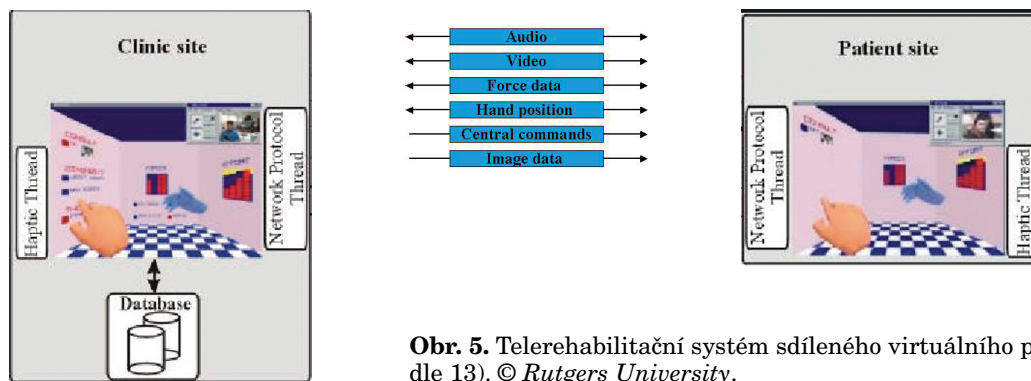 Clinic site
Haptic Thread
Network Protocol
Thread
Database
Audio
Video
Force data
Hand position
Central commands
Image data
Patient site
Network Protocol
Thread
Haptic Thread
Obr. 5. Telerehabilitační systém sdíleného virtuálního p
dle 13). © Rutgers University.